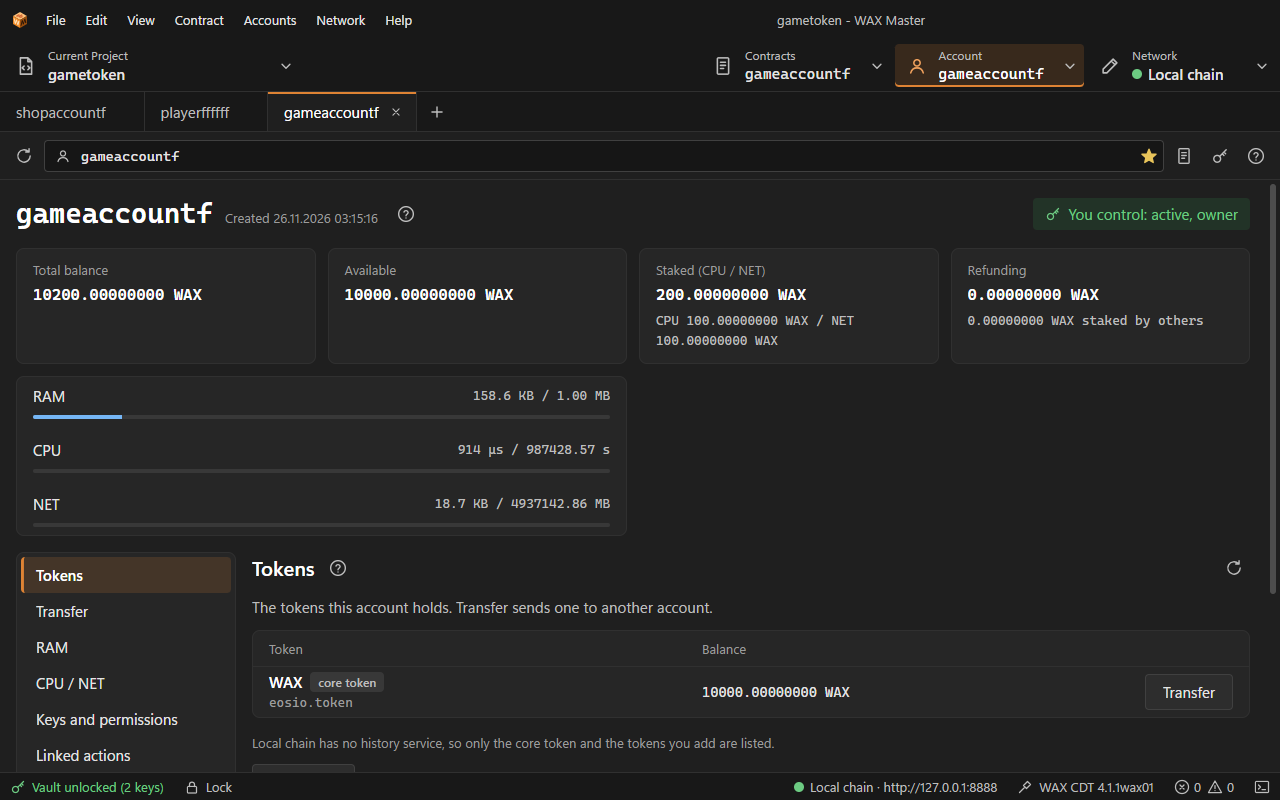 File Edit View Contract Accounts Network Help
gametoken - WAX Master
Current Project
gametoken
Contracts
gameaccountf
Account
gameaccountf
Network
Local chain
shopaccountf
playerffffff
gameaccountf
gameaccountf
gameaccountf Created 26.11.2026 03:15:16
You control: active, owner
Total balance
10200.00000000 WAX
Available
10000.00000000 WAX
Staked (CPU / NET)
200.00000000 WAX
CPU 100.00000000 WAX / NET
100.00000000 WAX
Refunding
0.00000000 WAX
0.00000000 WAX staked by others
RAM 158.6 KB / 1.00 MB
CPU 914 µs / 987428.57 s
NET 18.7 KB / 4937142.86 MB
Tokens
Transfer
RAM
CPU / NET
Keys and permissions
Linked actions
Tokens
The tokens this account holds. Transfer sends one to another account.
Token Balance
WAX core token
eosio.token
10000.00000000 WAX
Transfer
Local chain has no history service, so only the core token and the tokens you add are listed.
Vault unlocked (2 keys) Lock
Local chain · http://127.0.0.1:8888 WAX CDT 4.1.1wax01 0 0